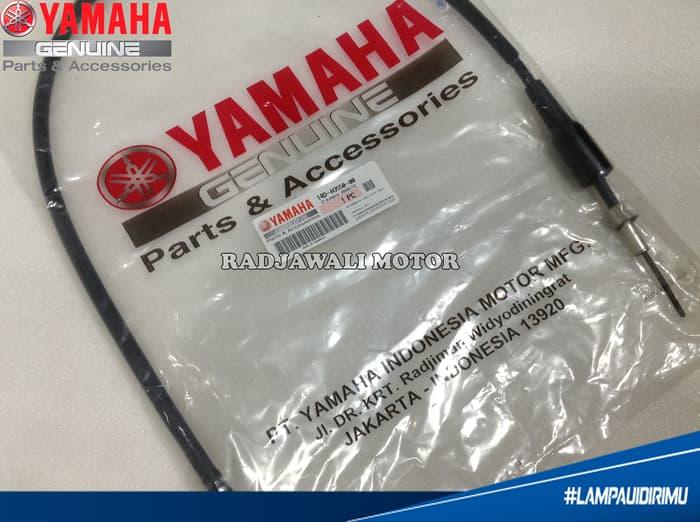 YAMAHA
GENUINE
Parts & Accessories
YAMAHA
GENUINE
Parts & Accessories
YAMAHA
1 PC
RADJAWALI MOTOR
PT. YAMAHA INDONESIA MOTOR MFG.
Jl. DR. KRT. Radjiman Widyodiningrat
JAKARTA - INDONESIA 13920
#LAMPAUIDIRIMU